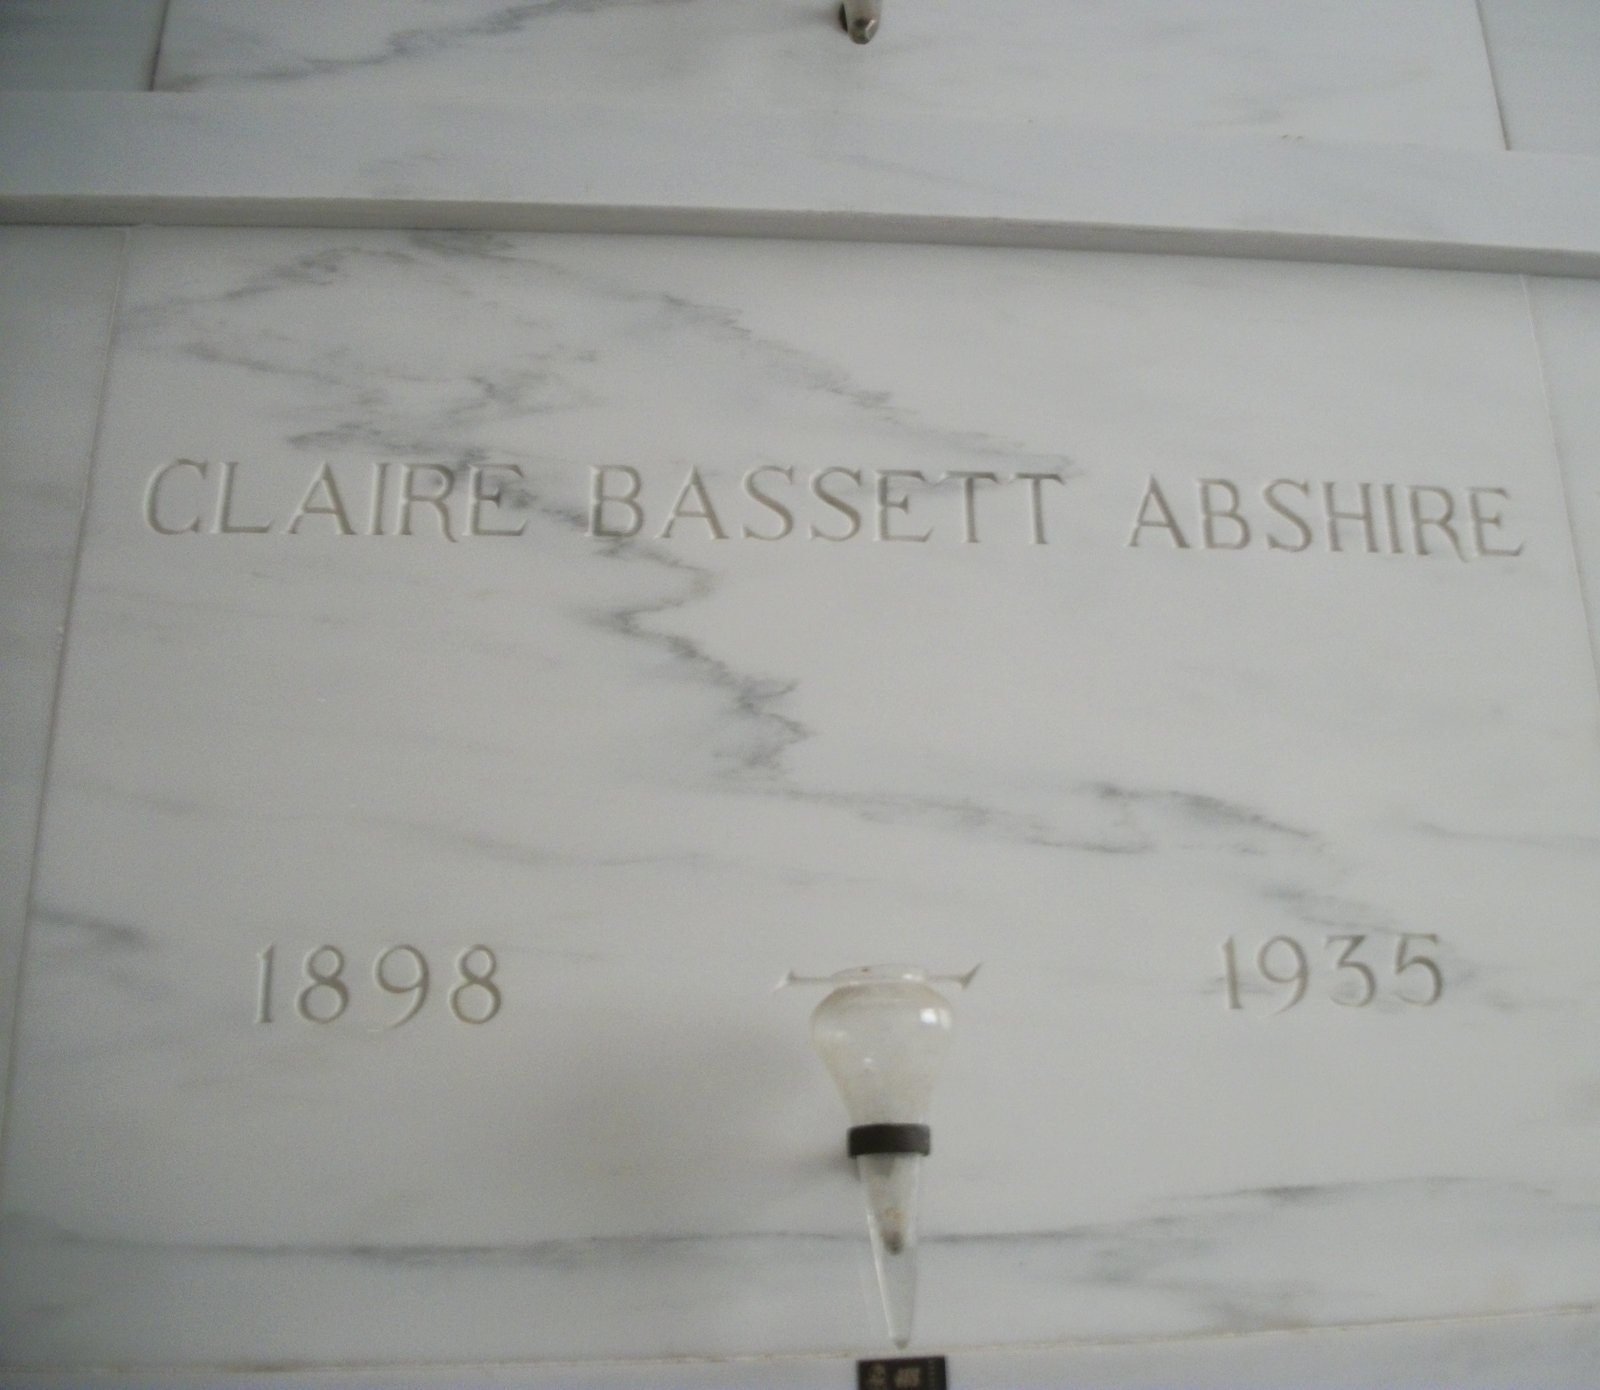 CLAIRE BASSETT ABSHIRE
1898 1935